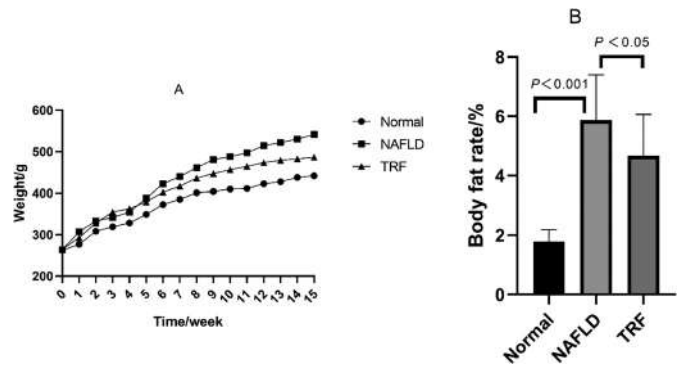 A
Weight/g
600
500
400
300
200
0 1 2 3 4 5 6 7 8 9 10 11 12 13 14 15
Time/week
Normal
NAFLD
TRF
B
Body fat rate/%
8
6
4
2
0
P<0.001
P<0.05
Normal
NAFLD
TRF